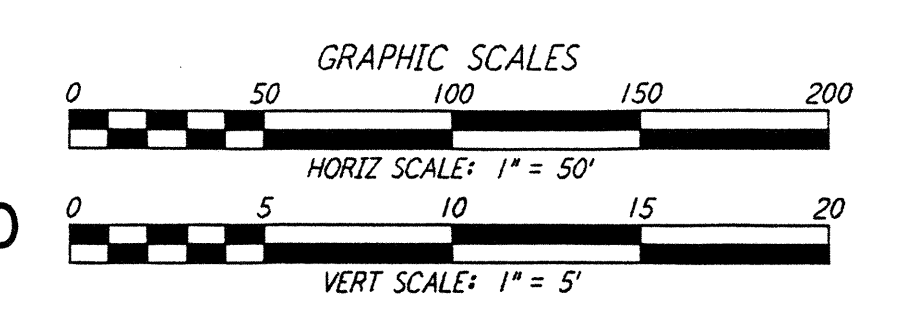 GRAPHIC SCALES
0 50 100 150 200
HORIZ SCALE: 1" = 50'
0 5 10 15 20
VERT SCALE: 1" = 5'